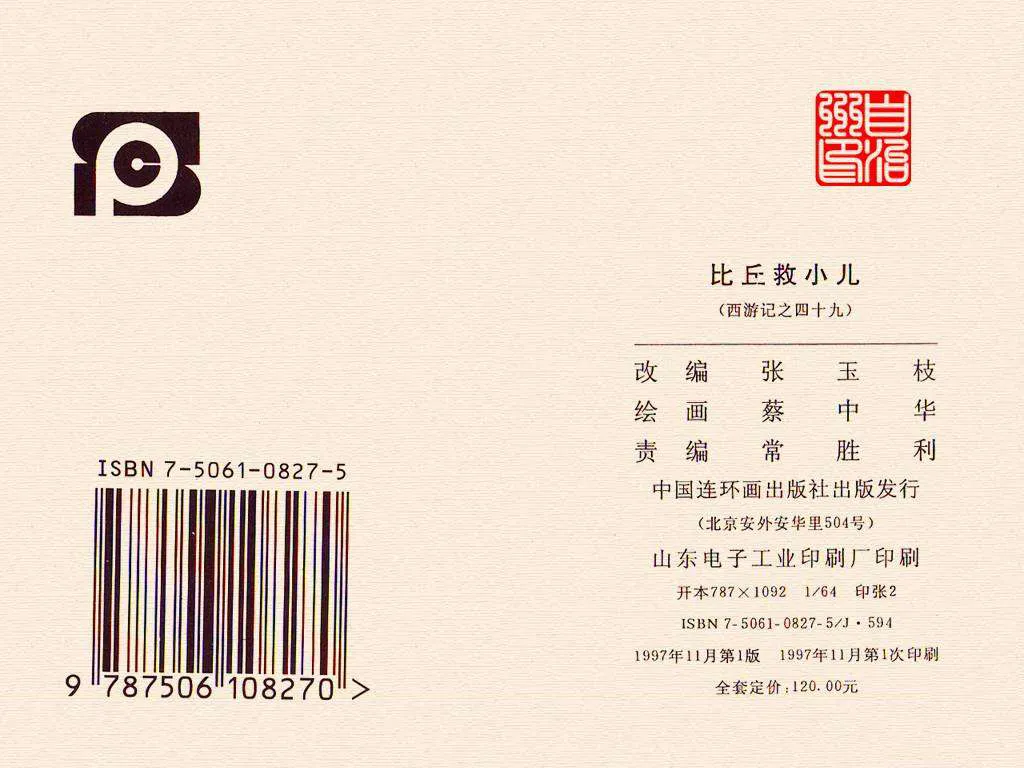 比丘救小儿
(西游记之四十九)
改编 张玉枝
绘画 蔡中华
责编 常胜利
中国连环画出版社出版发行
(北京安外安华里504号)
山东电子工业印刷厂印刷
开本787×1092 1/64 印张2
ISBN 7-5061-0827-5/J·594
1997年11月第1版 1997年11月第1次印刷
全套定价:120.00元
ISBN 7-5061-0827-5
9 787506 108270 >